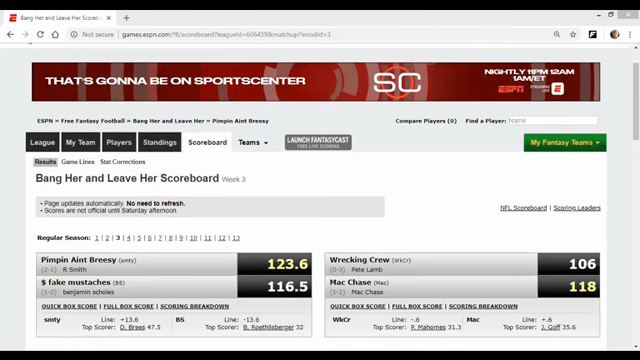 Bang Her and Leave Her Scorebo
Not secure | games.espn.com/ffl/scoreboard?leagueId=666439&matchupPeriodId=3
THAT'S GONNA BE ON SPORTSCENTER
SC
NIGHTLY 11PM 12AM
1AM/ET
ESPN STREAMING LIVE
ESPN » Free Fantasy Football » Bang Her and Leave Her » Pimpin Aint Breesy
Compare Players (0) Find a Player: Name
League My Team Players Standings Scoreboard Teams LAUNCH FANTASYCAST FREE LIVE SCORING My Fantasy Teams
Results Game Lines Stat Corrections
Bang Her and Leave Her Scoreboard Week 3
• Page updates automatically. No need to refresh.
• Scores are not official until Saturday afternoon.
NFL Scoreboard | Scoring Leaders
Regular Season: 1 | 2 | 3 | 4 | 5 | 6 | 7 | 8 | 9 | 10 | 11 | 12 | 13
Pimpin Aint Breesy (smty)
(2-1) R Smith
123.6
$ fake mustaches (BS)
(1-2) benjamin acholes
116.5
QUICK BOX SCORE | FULL BOX SCORE | SCORING BREAKDOWN
smty Line: +13.6
Top Scorer: D. Brees 47.5
BS Line: -13.6
Top Scorer: B. Roethlisberger 32
Wrecking Crew (WkCr)
(0-3) Pete Lamb
106
Mac Chase (Mac)
(1-2) Mac Chase
118
QUICK BOX SCORE | FULL BOX SCORE | SCORING BREAKDOWN
WkCr Line: -.6
Top Scorer: P. Mahomes 31.3
Mac Line: +.6
Top Scorer: J. Goff 35.6